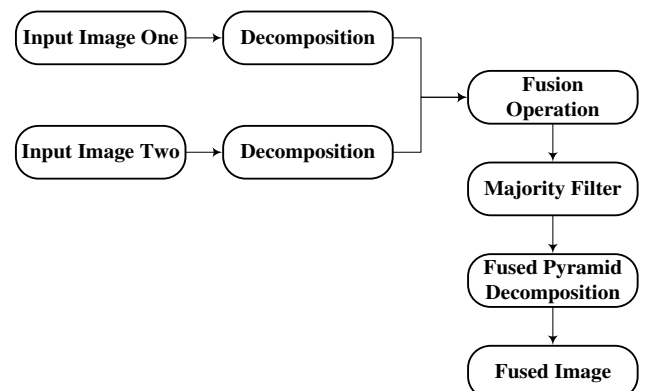 Input Image One
Decomposition
Input Image Two
Decomposition
Fusion
Operation
Majority Filter
Fused Pyramid
Decomposition
Fused Image